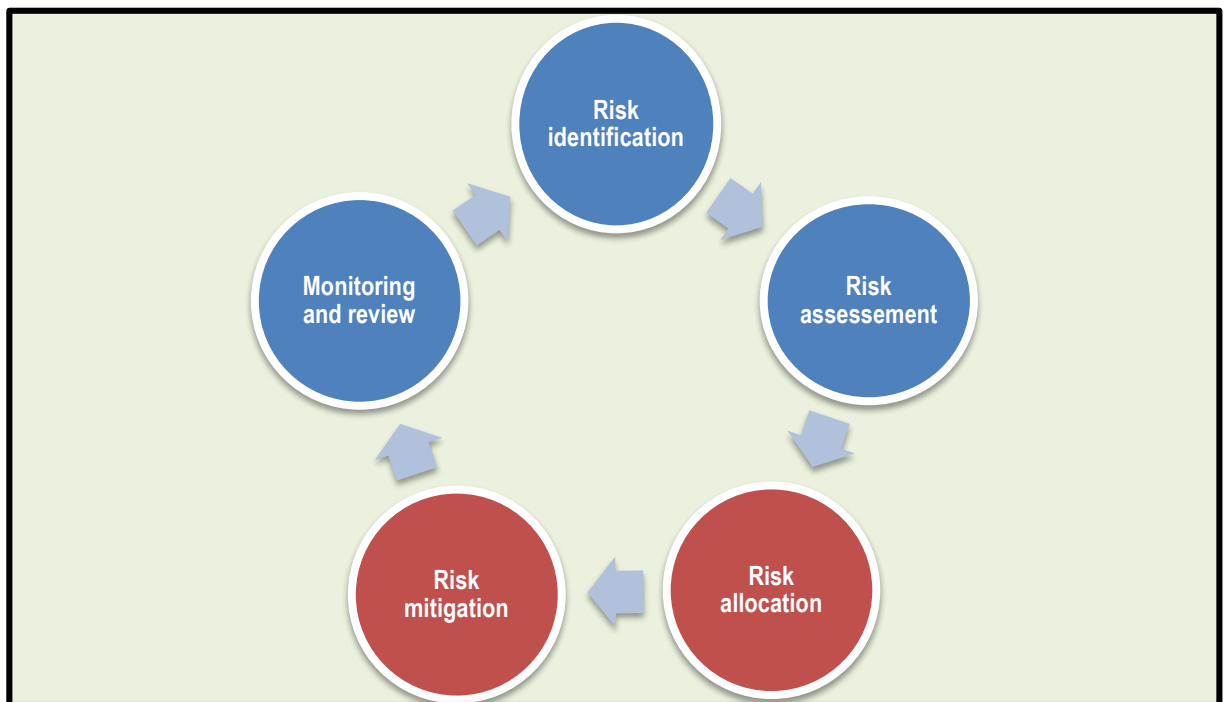 Risk
identification
Risk
assessement
Risk
allocation
Risk
mitigation
Monitoring
and review